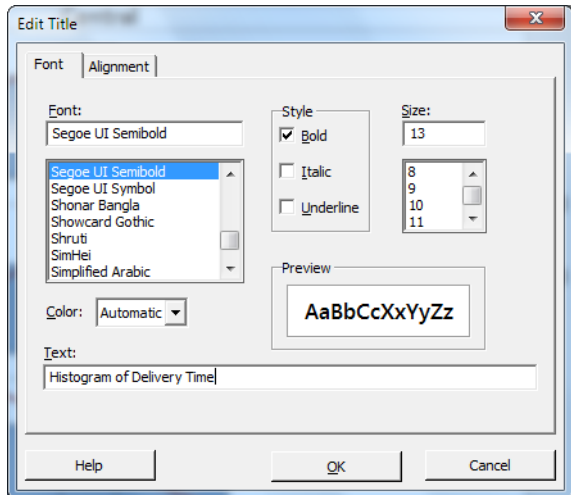 Edit Title
Font
Alignment
Font:
Segoe UI Semibold
Segoe UI Semibold
Segoe UI Symbol
Shonar Bangla
Showcard Gothic
Shruti
SimHei
Simplified Arabic
Style
Bold
Italic
Underline
Size:
13
8
9
10
11
Color:
Automatic
Preview
AaBbCcXxYyZz
Text:
Histogram of Delivery Time
Help
OK
Cancel